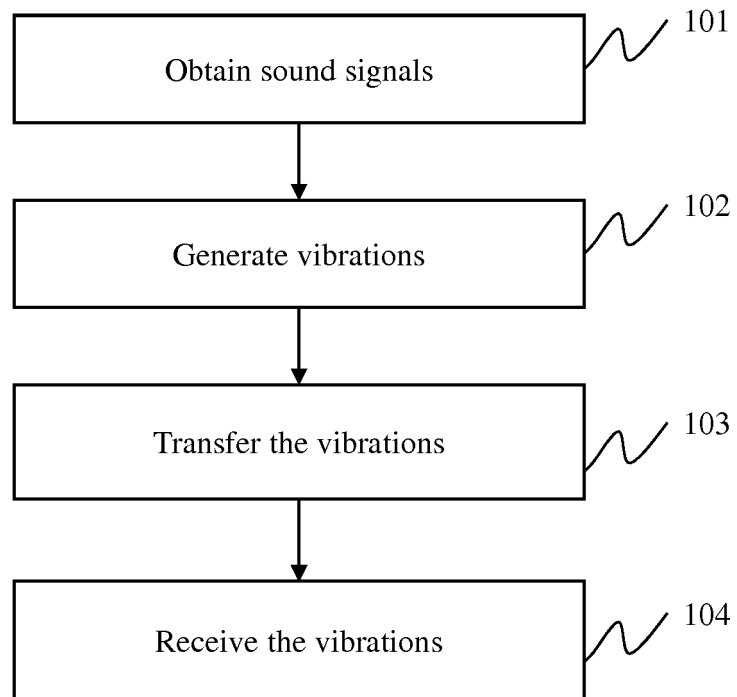 101
Obtain sound signals
102
Generate vibrations
103
Transfer the vibrations
104
Receive the vibrations